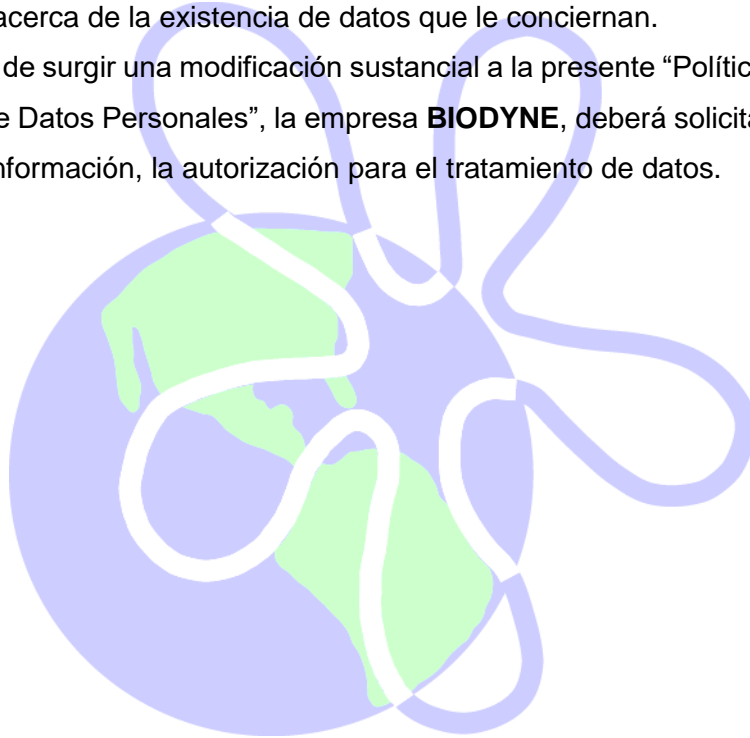 acerca de la existencia de datos que le conciernan.
de surgir una modificación sustancial a la presente “Polític
e Datos Personales”, la empresa BIODYNE, deberá solicita
nformación, la autorización para el tratamiento de datos.